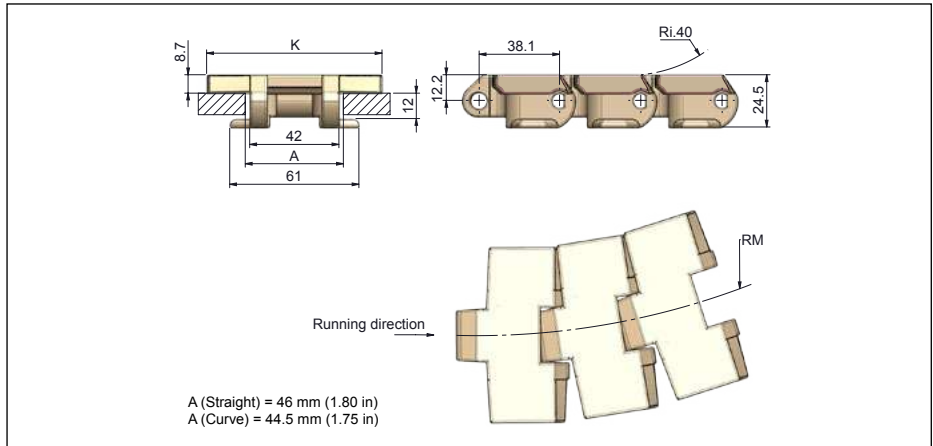 K
8.7
12
42
A
61
38.1
Ri.40
12.2
24.5
RM
Running direction
A (Straight) = 46 mm (1.80 in)
A (Curve) = 44.5 mm (1.75 in)